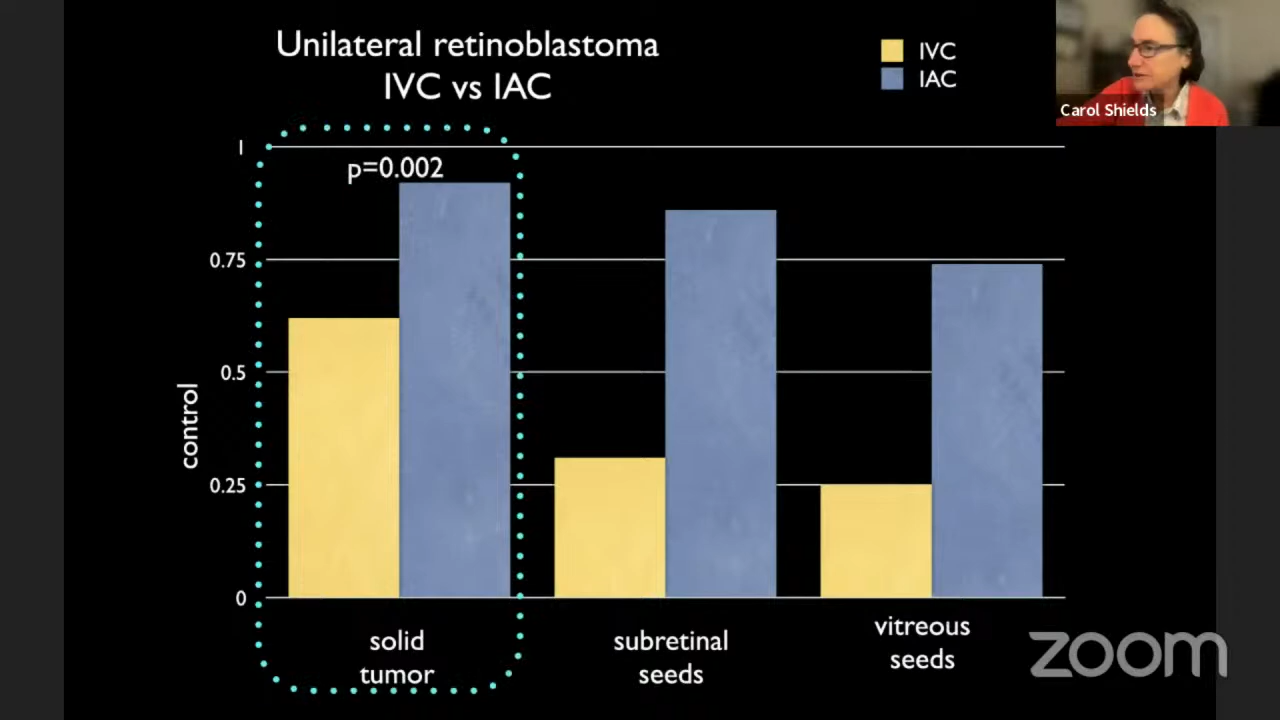 Unilateral retinoblastoma
IVC vs IAC
IVC
IAC
Carol Shields
1
p=0.002
0.75
0.5
control
0.25
0
solid
tumor
subretinal
seeds
vitreous
seeds
zoom